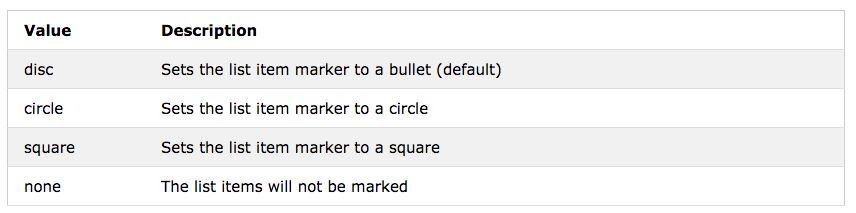 Value Description
disc Sets the list item marker to a bullet (default)
circle Sets the list item marker to a circle
square Sets the list item marker to a square
none The list items will not be marked